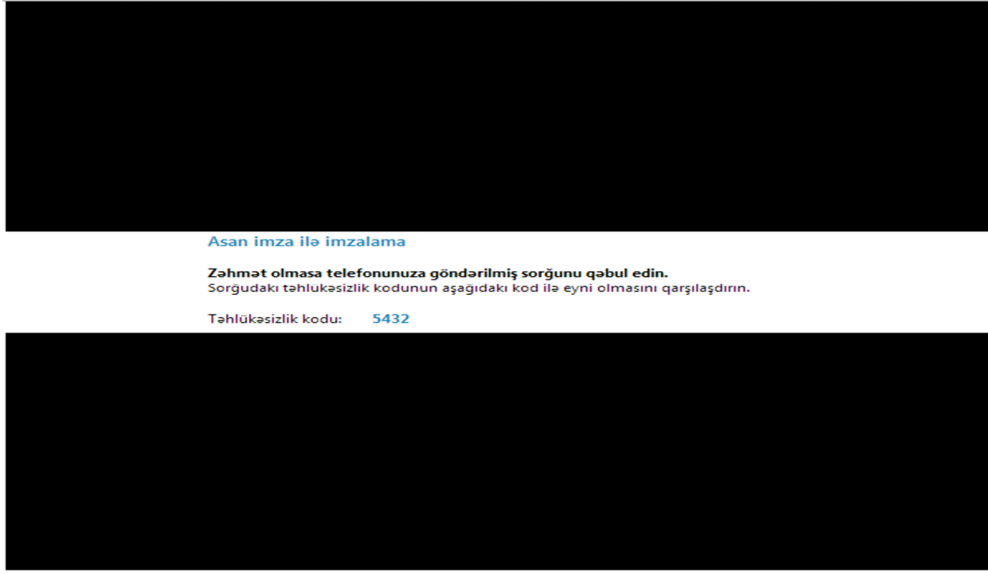 Asan imza ilə imzalama
Zəhmət olmasa telefonunuza göndərilmiş sorğunu qəbul edin.
Sorğudakı təhlükəsizlik kodunun aşağıdakı kod ilə eyni olmasını qarşılaşdırın.
Təhlükəsizlik kodu: 5432